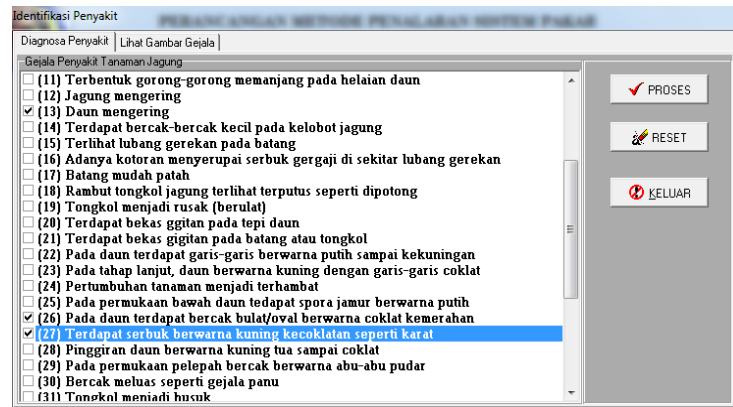 Identifikasi Penyakit
PERANCANGAN METODE PENALARAN SISTEM PAKAR
Diagnosa Penyakit
Lihat Gambar Gejala
Gejala Penyakit Tanaman Jagung
(11) Terbentuk gorong-gorong memanjang pada helaian daun
(12) Jagung mengering
(13) Daun mengering
(14) Terdapat bercak-bercak kecil pada kelobot jagung
(15) Terlihat lubang gerekan pada batang
(16) Adanya kotoran menyerupai serbuk gergaji di sekitar lubang gerekan
(17) Batang mudah patah
(18) Rambut tongkol jagung terlihat terputus seperti dipotong
(19) Tongkol menjadi rusak (berulat)
(20) Terdapat bekas ggitan pada tepi daun
(21) Terdapat bekas gigitan pada batang atau tongkol
(22) Pada daun terdapat garis-garis berwarna putih sampai kekuningan
(23) Pada tahap lanjut, daun berwarna kuning dengan garis-garis coklat
(24) Pertumbuhan tanaman menjadi terhambat
(25) Pada permukaan bawah daun tedapat spora jamur berwarna putih
(26) Pada daun terdapat bercak bulat/oval berwarna coklat kemerahan
(27) Terdapat serbuk berwarna kuning kecoklatan seperti karat
(28) Pinggiran daun berwarna kuning tua sampai coklat
(29) Pada permukaan pelepah bercak berwarna abu-abu pudar
(30) Bercak meluas seperti gejala panu
(31) Tongkol menjadi busuk
PROSES
RESET
KELUAR